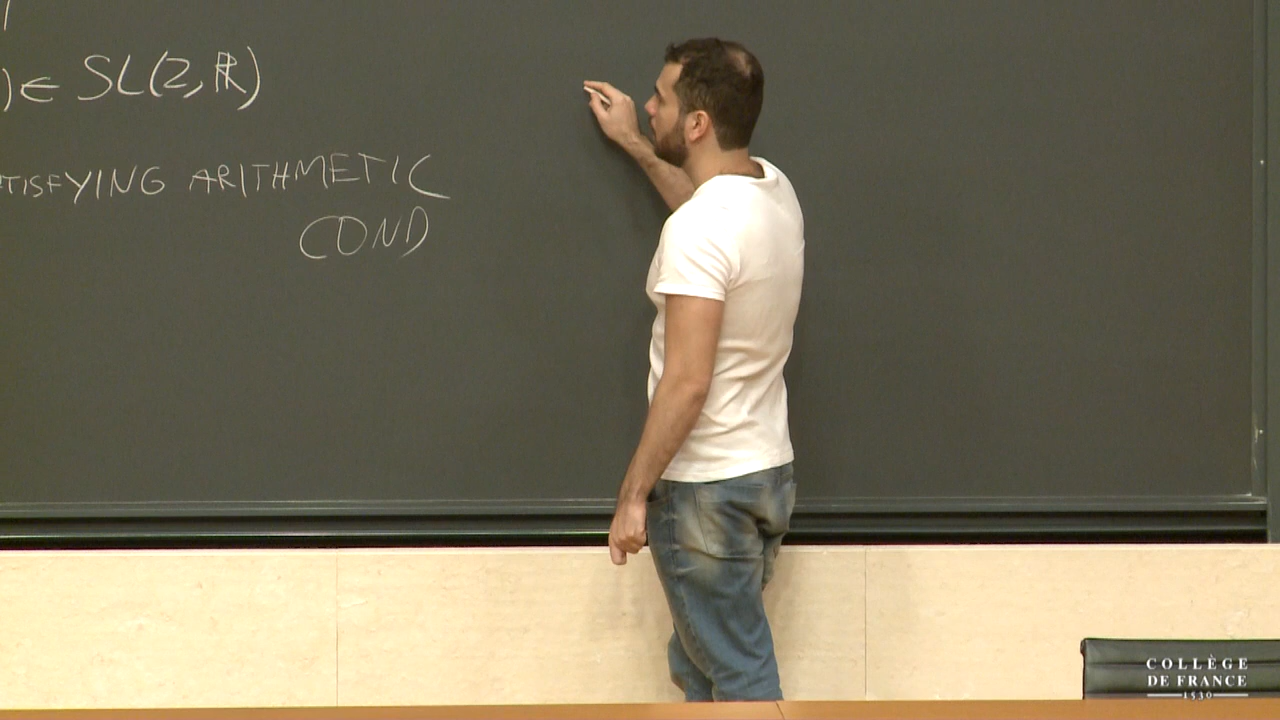 ) ∈ SL(2, ℝ)
TISFYING ARITHMETIC
COND
COLLÈGE
DE FRANCE
1530